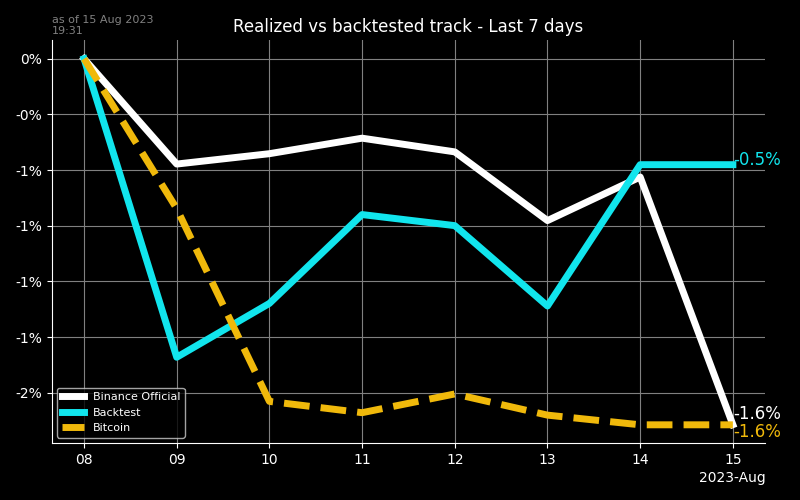 as of 15 Aug 2023
19:31
Realized vs backtested track - Last 7 days
0%
-0%
-1%
-1%
-1%
-1%
-2%
-0.5%
-1.6%
-1.6%
Binance Official
Backtest
Bitcoin
08 09 10 11 12 13 14 15
2023-Aug